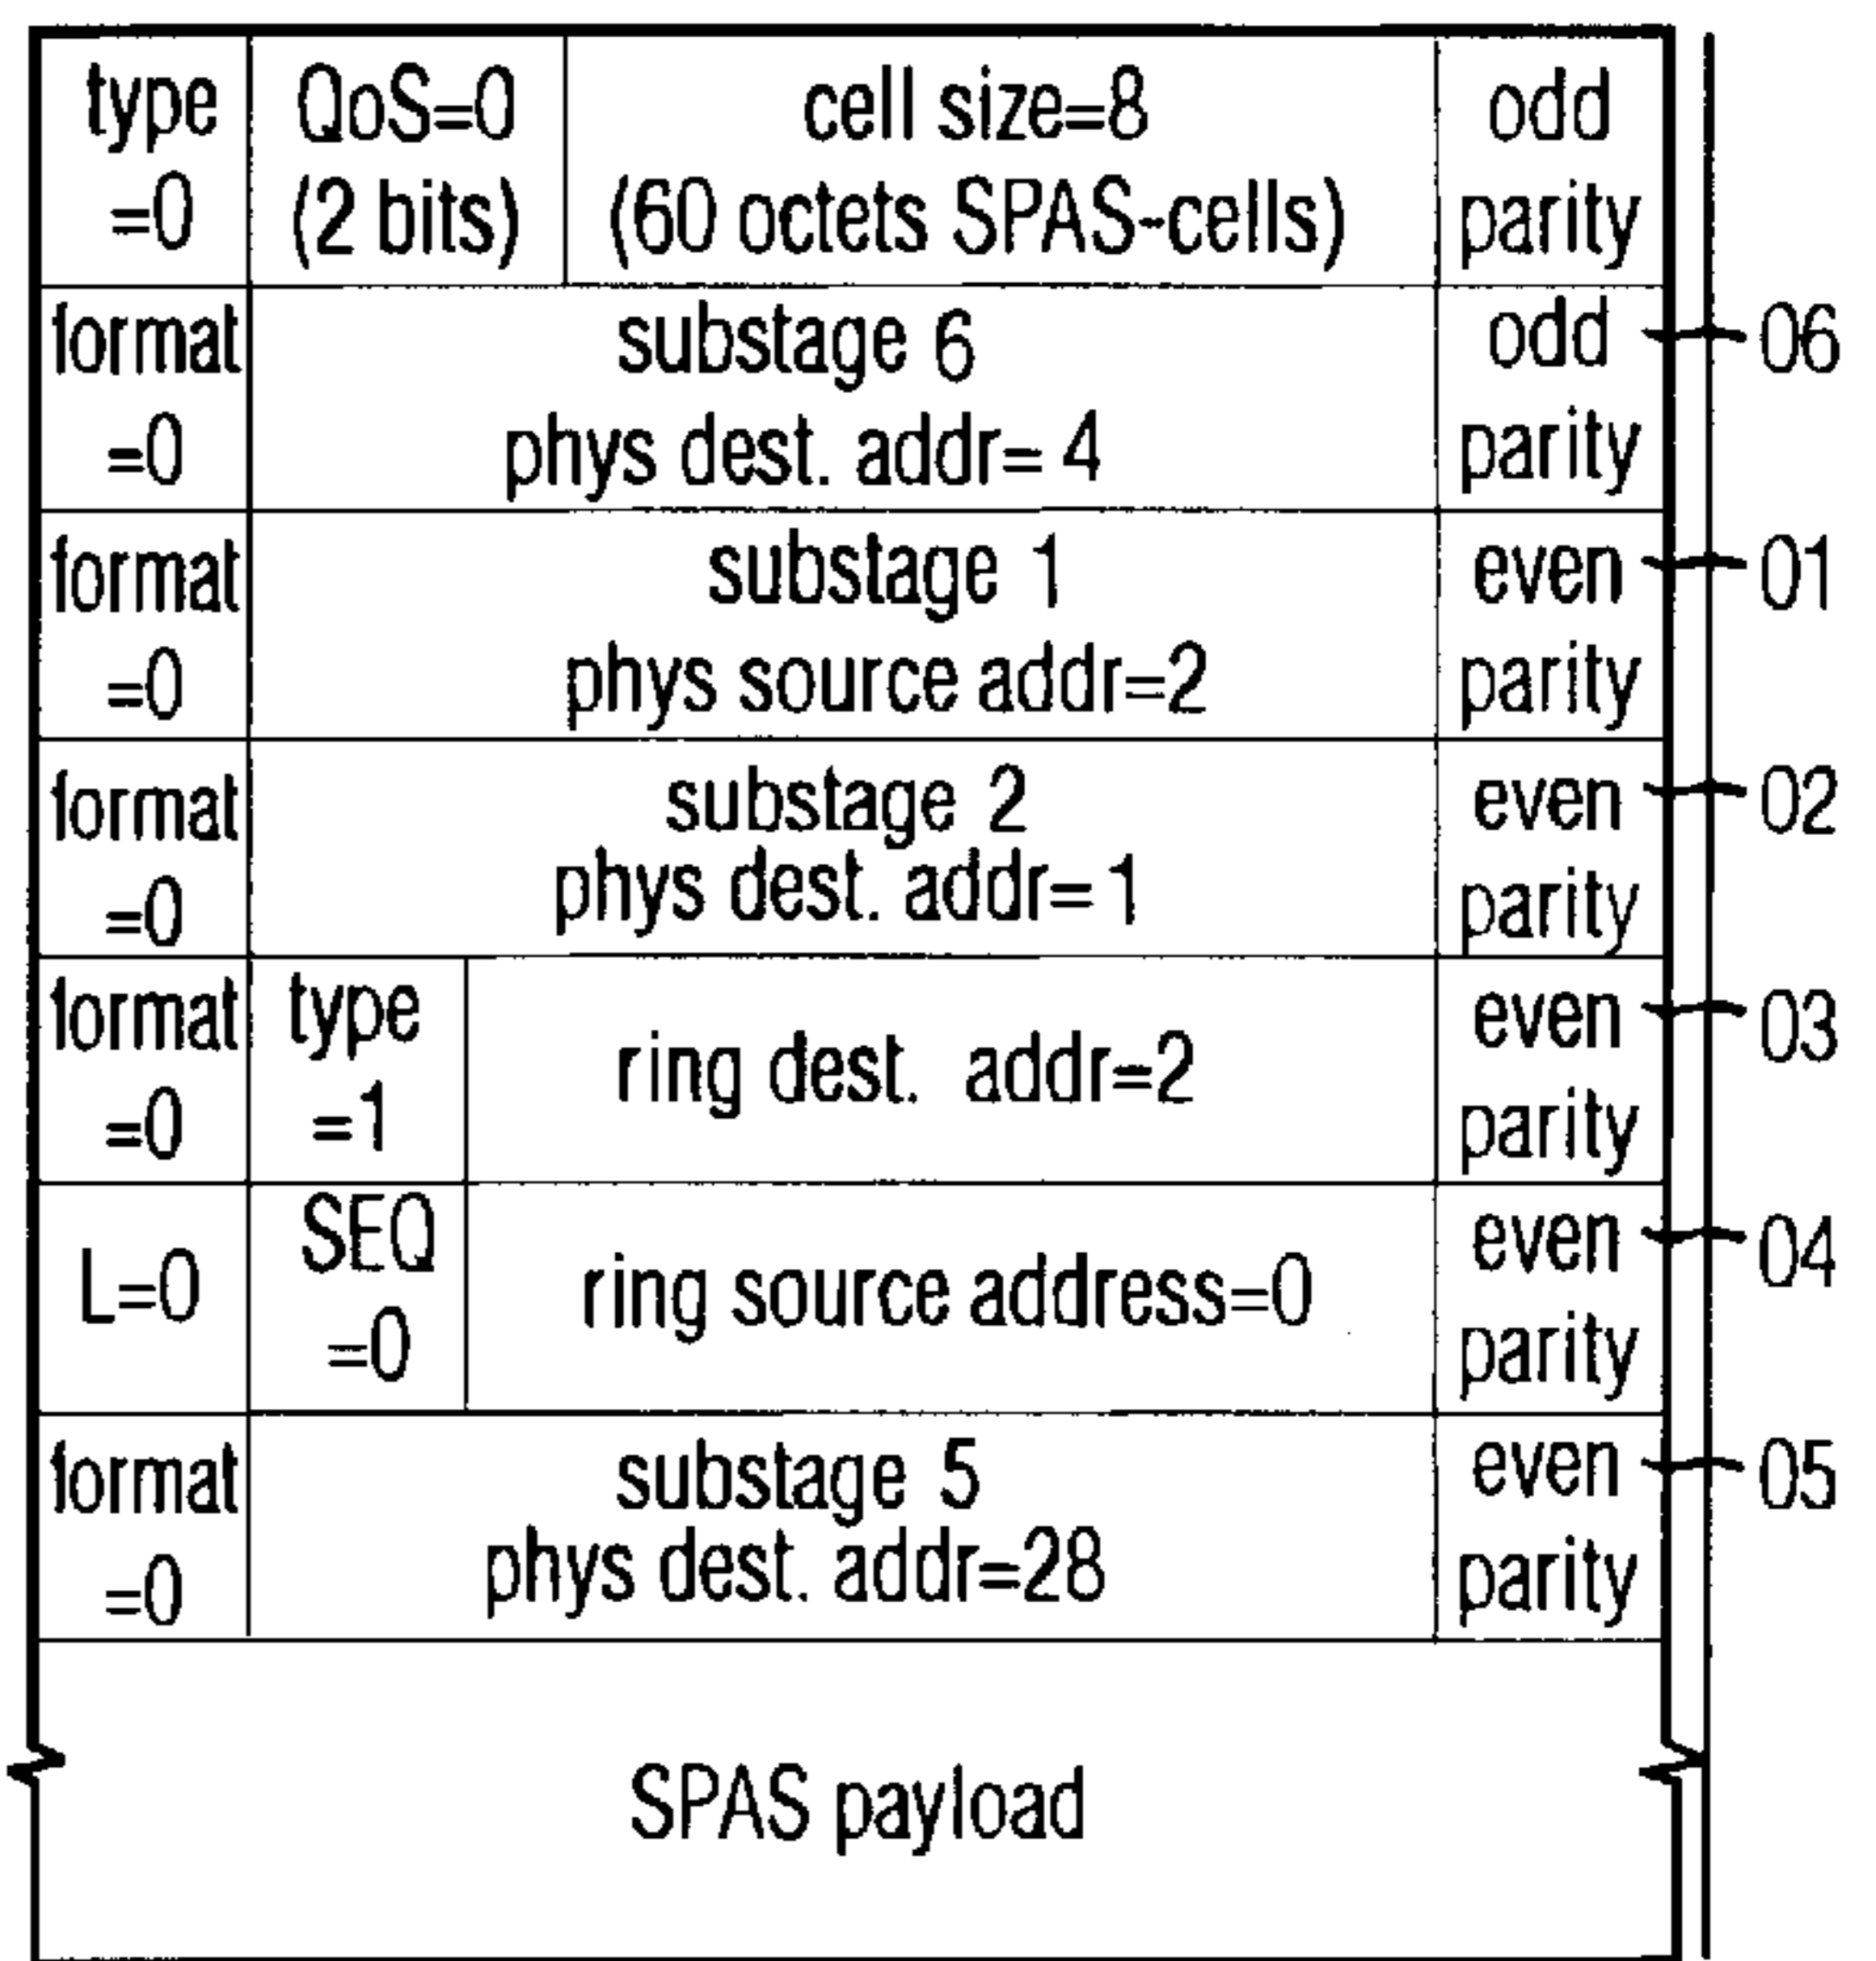 type
=0
QoS=0
(2 bits)
cell size=8
(60 octets SPAS-cells)
odd
parity
format
=0
substage 6
phys dest. addr= 4
odd
parity
06
format
=0
substage 1
phys source addr=2
even
parity
01
format
=0
substage 2
phys dest. addr= 1
even
parity
02
format
=0
type
=1
ring dest. addr=2
even
parity
03
L=0
SEQ
=0
ring source address=0
even
parity
04
format
=0
substage 5
phys dest. addr=28
even
parity
05
SPAS payload